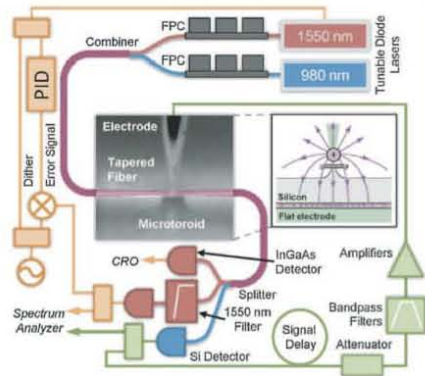 FPC
1550 nm
Combiner
FPC
980 nm
Tunable Diode
Lasers
PID
Dither
Error Signal
Electrode
Tapered
Fiber
Microtoroid
Silicon
Flat electrode
InGaAs
Detector
CRO
Splitter
1550 nm
Filter
Spectrum
Analyzer
Si Detector
Signal
Delay
Amplifiers
Bandpass
Filters
Attenuator